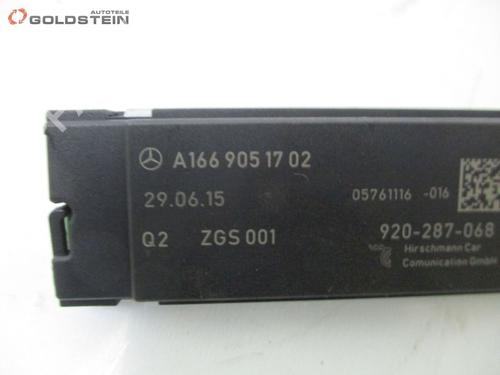 AUTOTEILE
GOLDSTEIN
A166 905 17 02
29.06.15
05761116 -016
Q2 ZGS 001
920-287-068
Hirschmann Car
Comunication GmbH